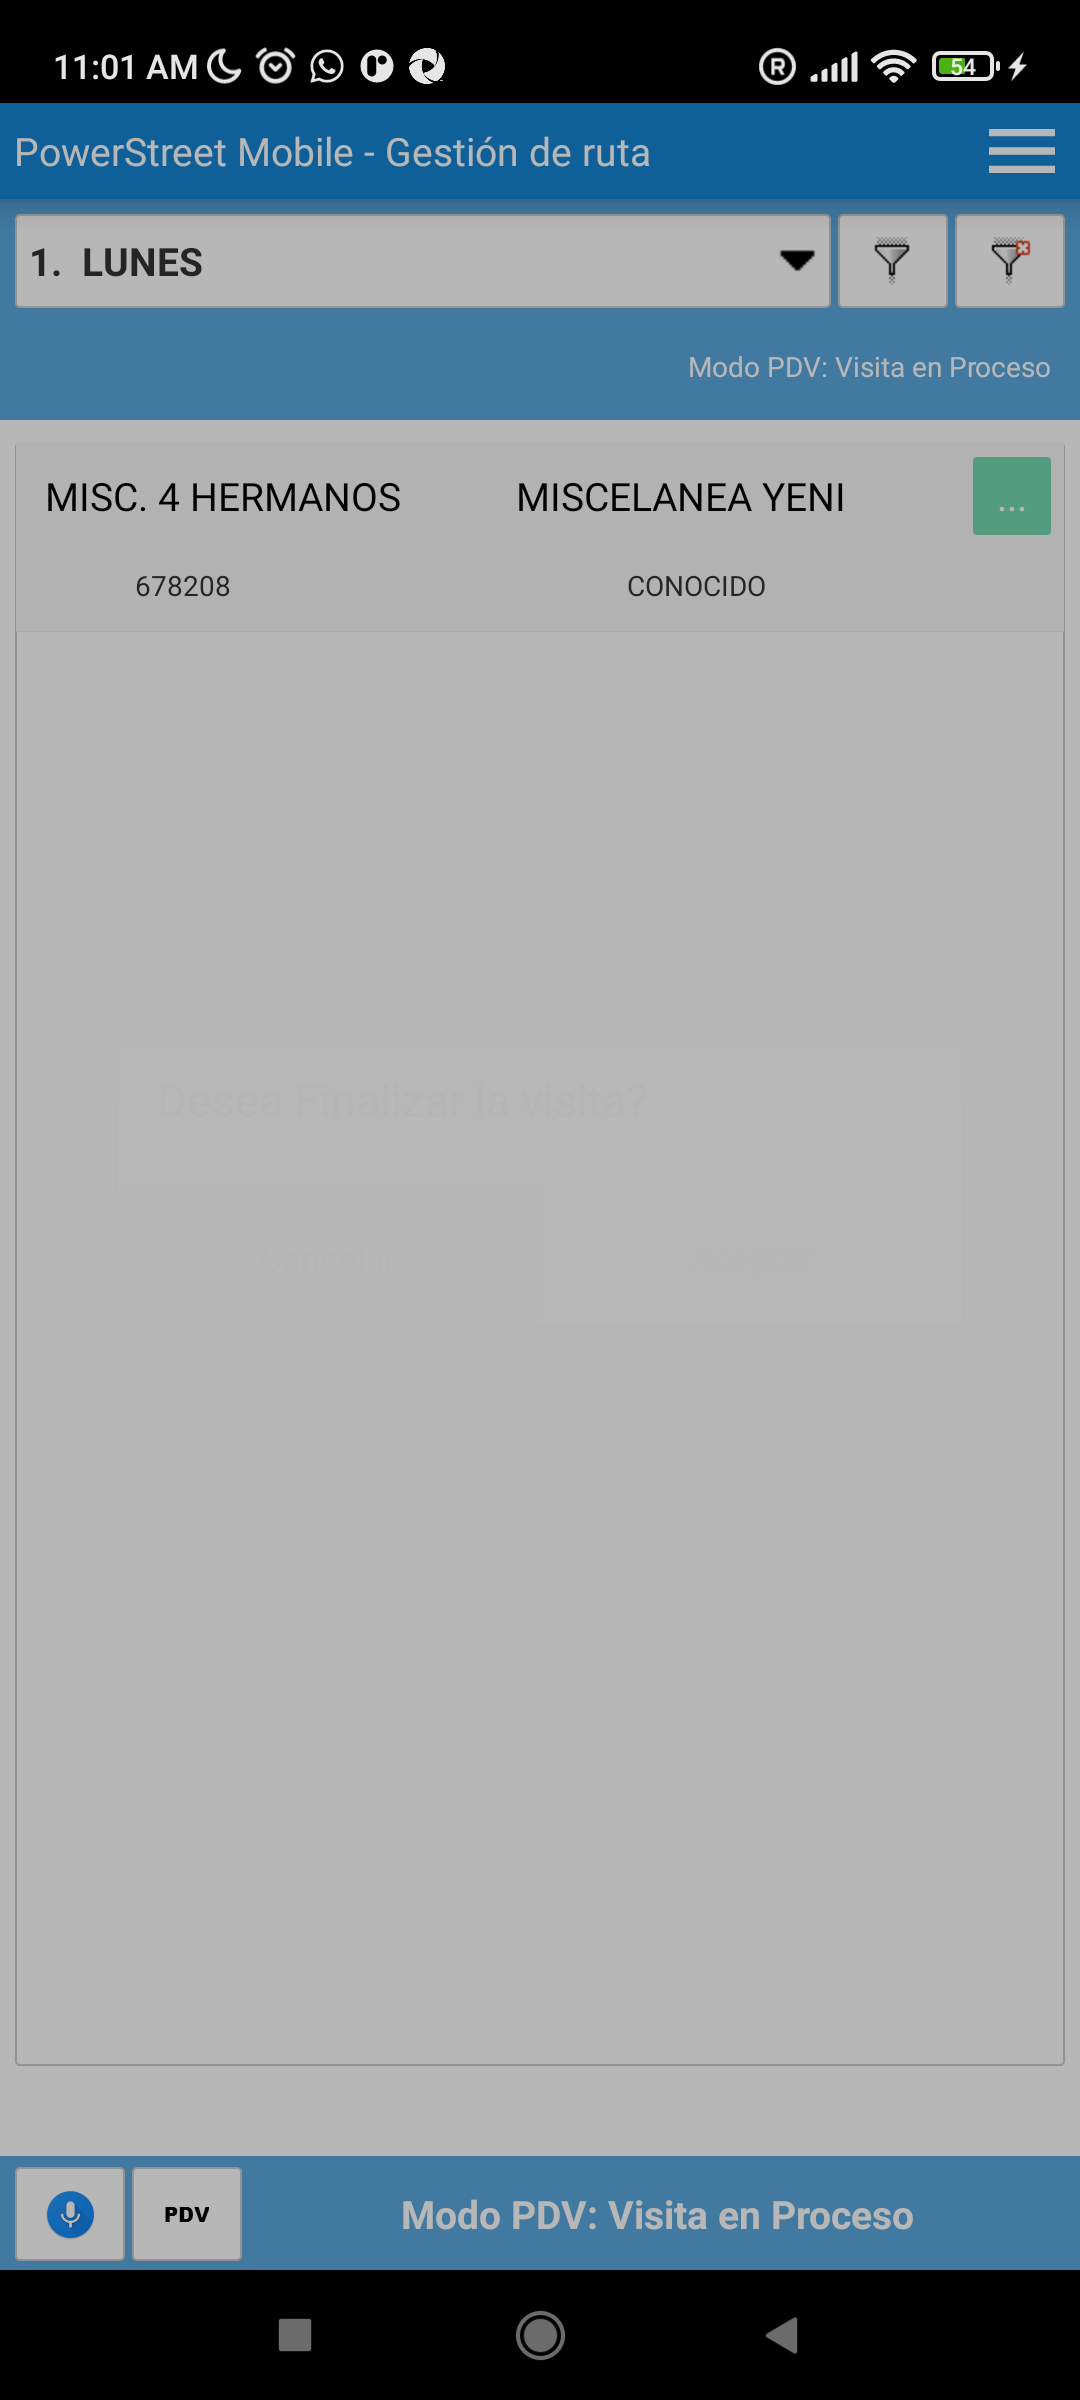 11:01 AM
54
PowerStreet Mobile - Gestión de ruta
1. LUNES
Modo PDV: Visita en Proceso
MISC. 4 HERMANOS MISCELANEA YENI ...
678208 CONOCIDO
Desea Finalizar la visita?
Cancelar
PDV Modo PDV: Visita en Proceso